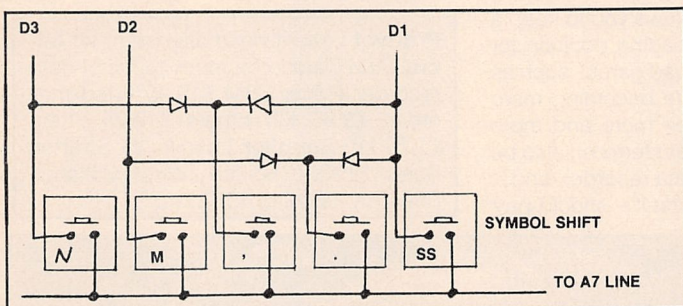 D3 D2 D1
SYMBOL SHIFT
N M , . SS
TO A7 LINE